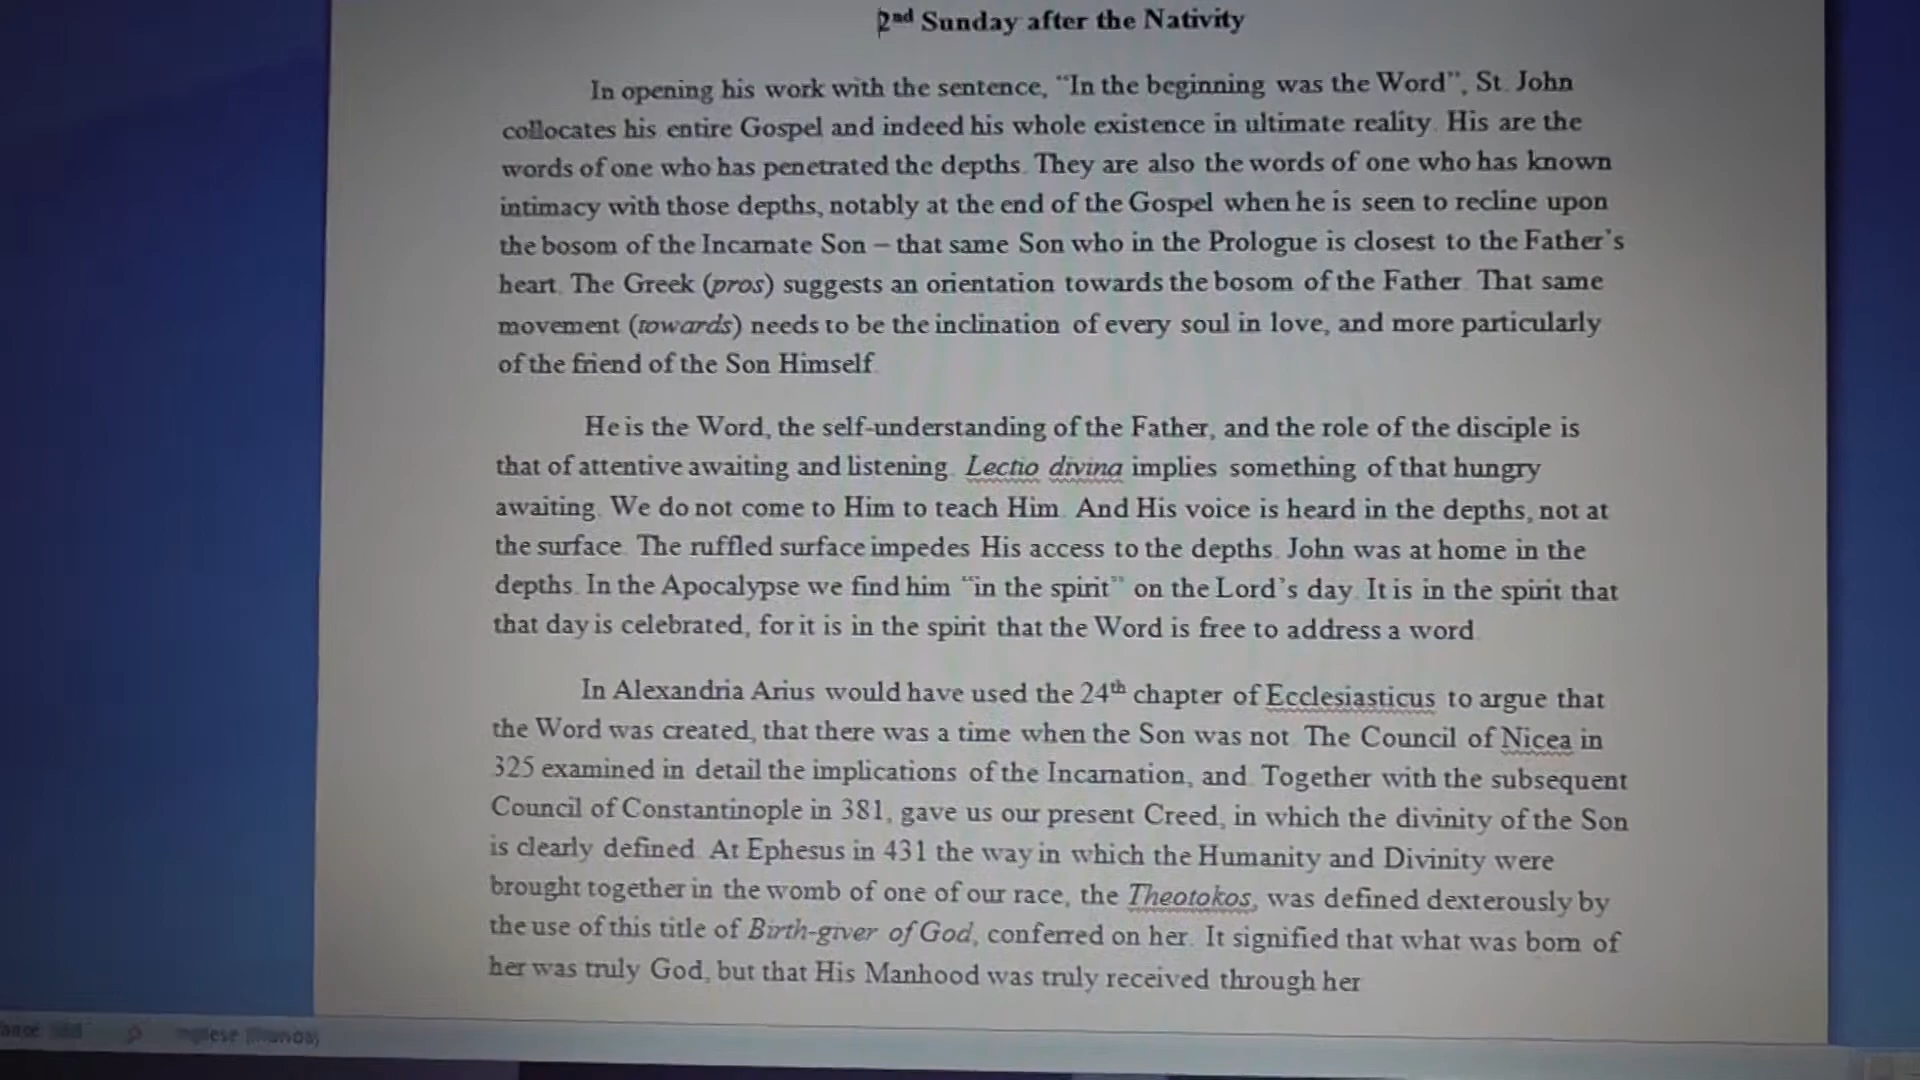 2nd Sunday after the Nativity
In opening his work with the sentence, “In the beginning was the Word”, St. John
collocates his entire Gospel and indeed his whole existence in ultimate reality. His are the
words of one who has penetrated the depths. They are also the words of one who has known
intimacy with those depths, notably at the end of the Gospel when he is seen to recline upon
the bosom of the Incarnate Son – that same Son who in the Prologue is closest to the Father’s
heart. The Greek (pros) suggests an orientation towards the bosom of the Father. That same
movement (towards) needs to be the inclination of every soul in love, and more particularly
of the friend of the Son Himself.
He is the Word, the self-understanding of the Father, and the role of the disciple is
that of attentive awaiting and listening. Lectio divina implies something of that hungry
awaiting. We do not come to Him to teach Him. And His voice is heard in the depths, not at
the surface. The ruffled surface impedes His access to the depths. John was at home in the
depths. In the Apocalypse we find him “in the spirit” on the Lord’s day. It is in the spirit that
that day is celebrated, for it is in the spirit that the Word is free to address a word.
In Alexandria Arius would have used the 24th chapter of Ecclesiasticus to argue that
the Word was created, that there was a time when the Son was not. The Council of Nicea in
325 examined in detail the implications of the Incarnation, and. Together with the subsequent
Council of Constantinople in 381, gave us our present Creed, in which the divinity of the Son
is clearly defined. At Ephesus in 431 the way in which the Humanity and Divinity were
brought together in the womb of one of our race, the Theotokos, was defined dexterously by
the use of this title of Birth-giver of God, conferred on her. It signified that what was born of
her was truly God, but that His Manhood was truly received through her